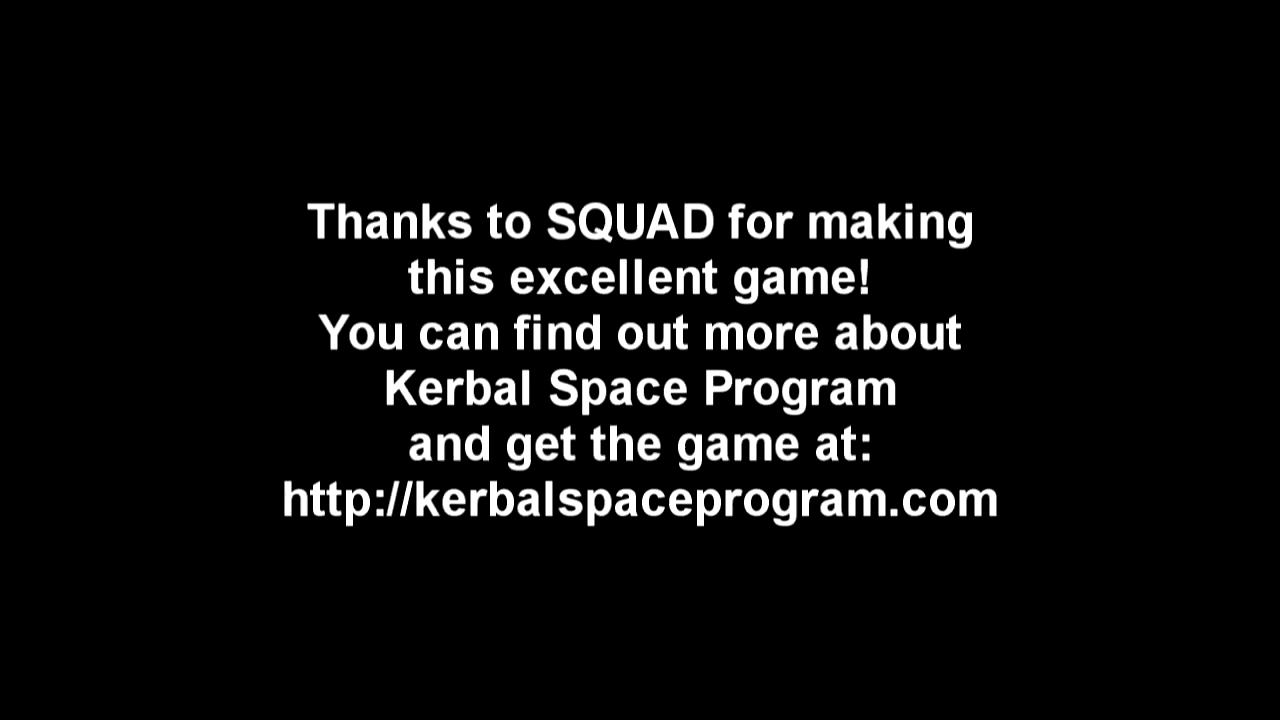 Thanks to SQUAD for making
this excellent game!
You can find out more about
Kerbal Space Program
and get the game at:
http://kerbalspaceprogram.com